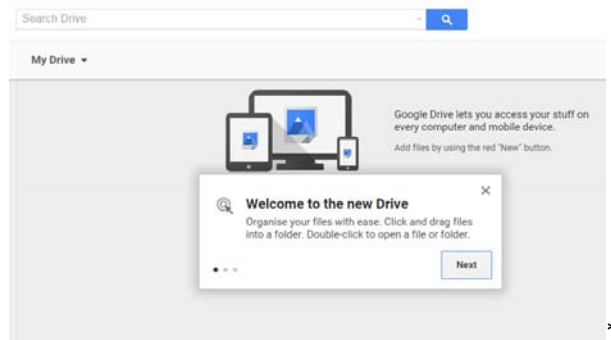 Search Drive
My Drive
Google Drive lets you access your stuff on
every computer and mobile device.
Add files by using the red "New" button.
Welcome to the new Drive
Organise your files with ease. Click and drag files
into a folder. Double-click to open a file or folder.
Next